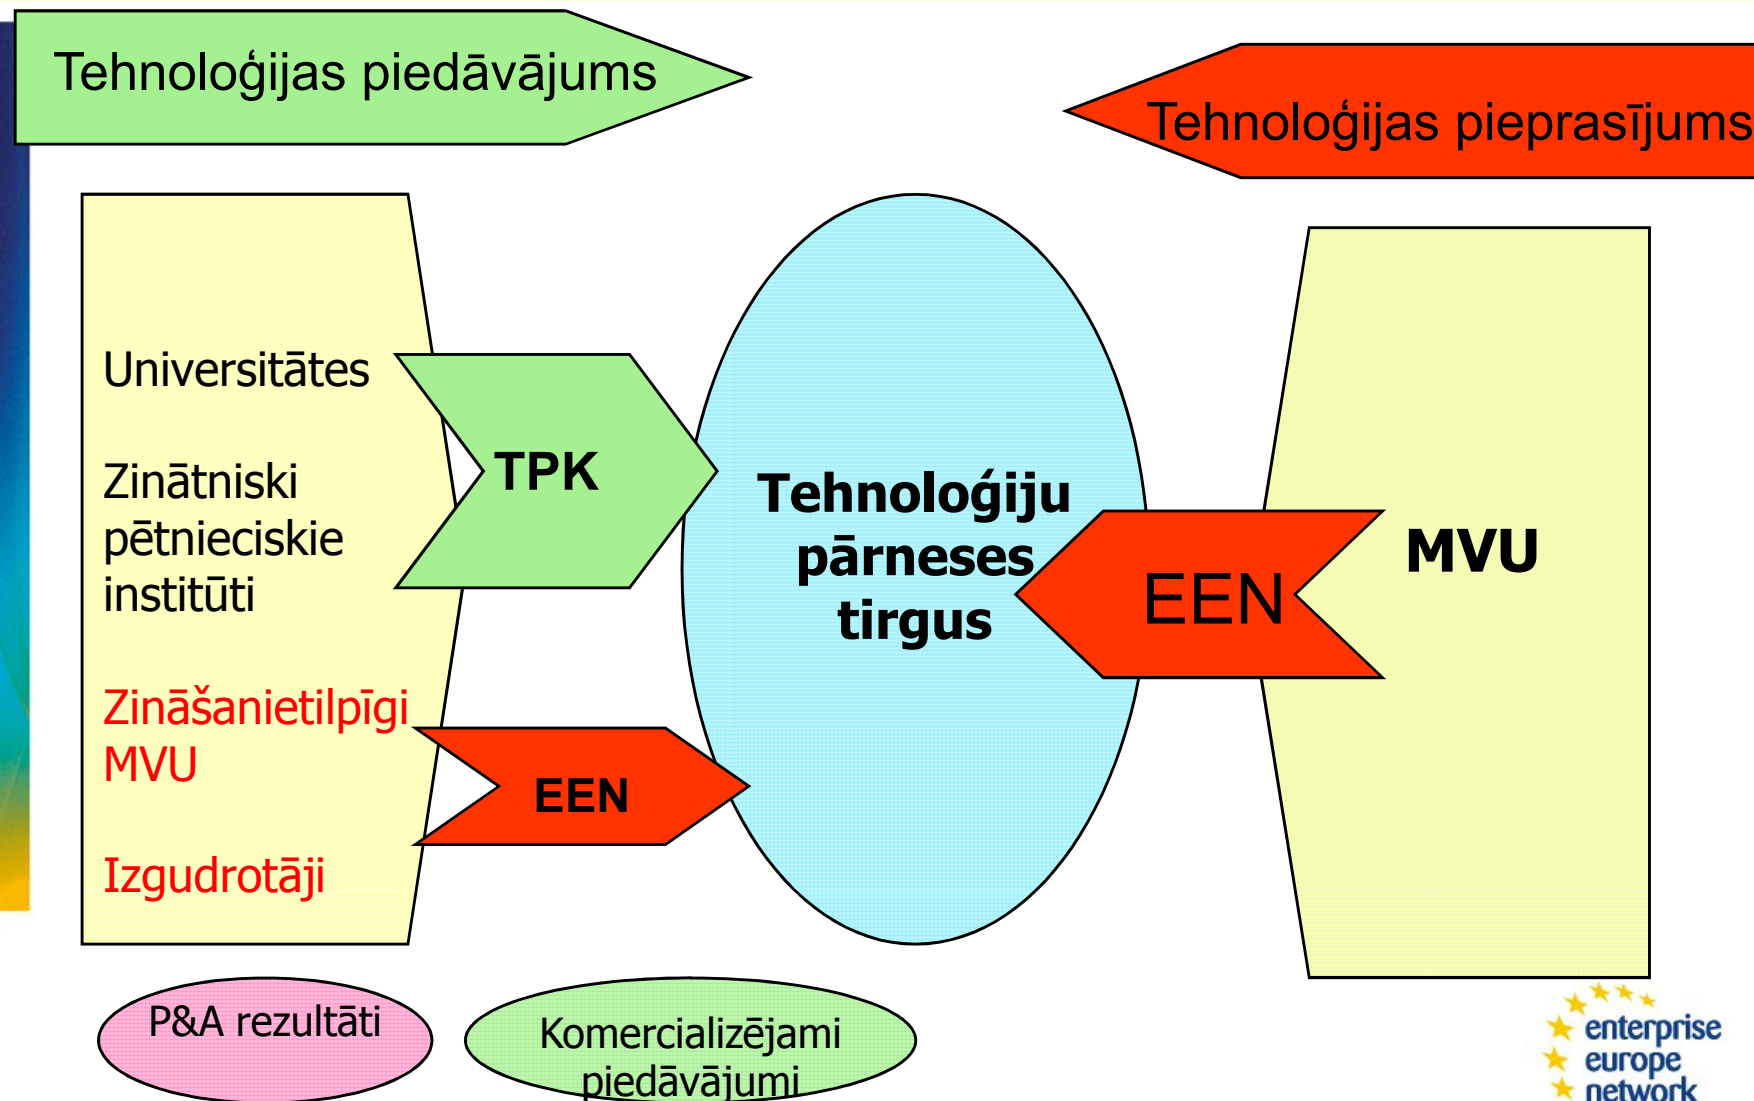 Tehnoloģijas piedāvājums
Tehnoloģijas pieprasījums
Universitātes
Zinātniski
pētnieciskie
institūti
Zināšanietilpīgi
MVU
Izgudrotāji
TPK
EEN
Tehnoloģiju
pārneses
tirgus
EEN
MVU
P&A rezultāti
Komercializējami
piedāvājumi
enterprise
europe
network